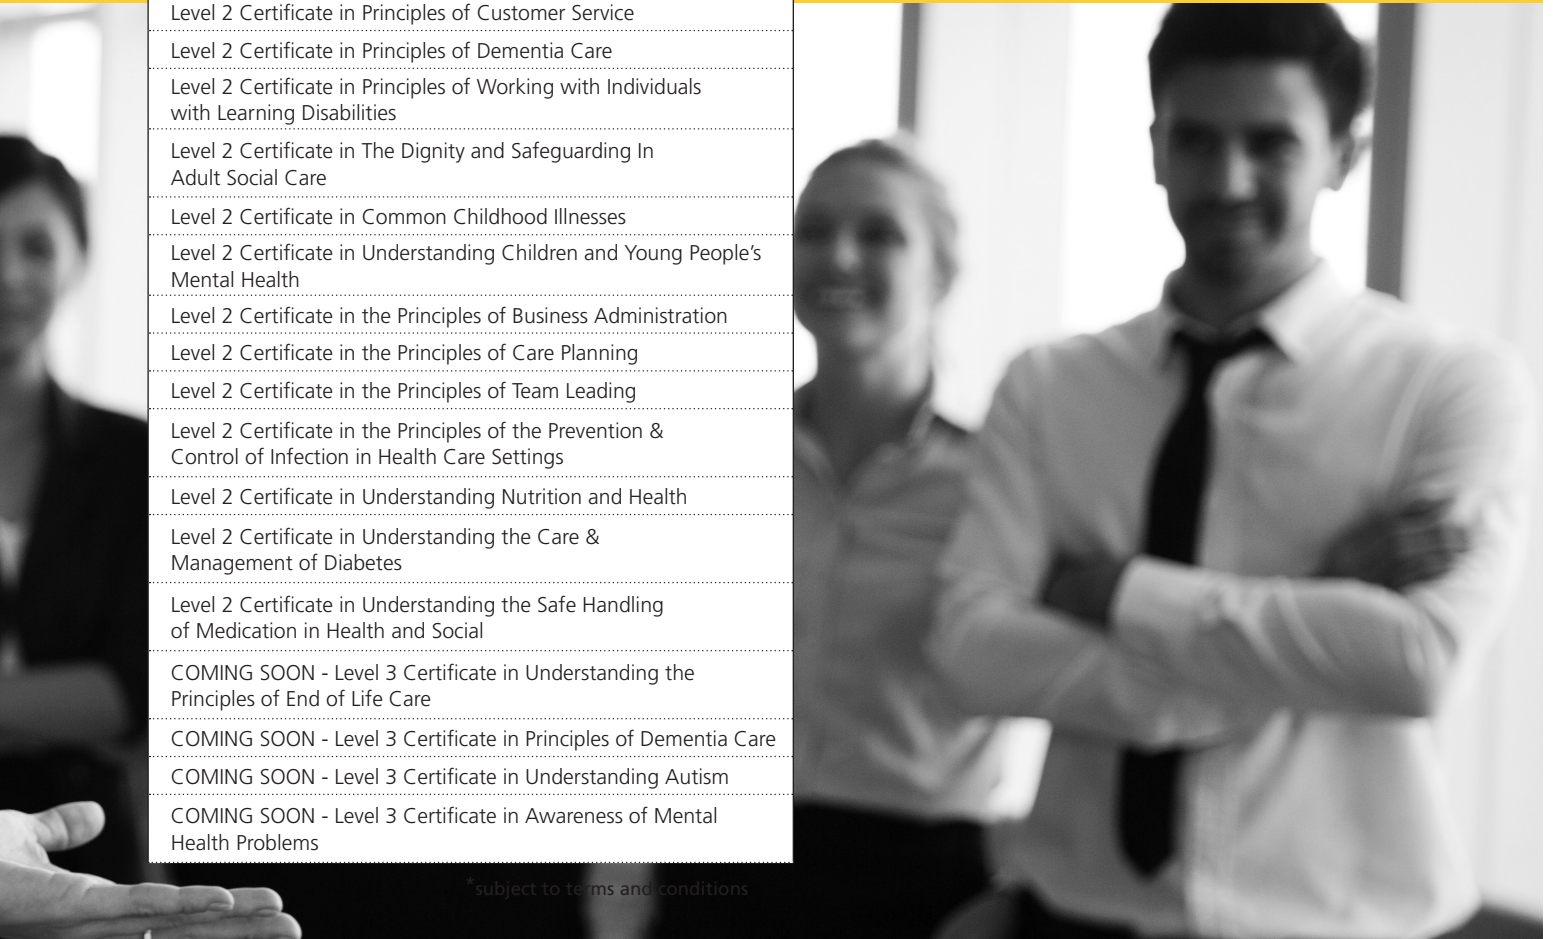 Level 2 Certificate in Principles of Customer Service
Level 2 Certificate in Principles of Dementia Care
Level 2 Certificate in Principles of Working with Individuals
with Learning Disabilities
Level 2 Certificate in The Dignity and Safeguarding In
Adult Social Care
Level 2 Certificate in Common Childhood Illnesses
Level 2 Certificate in Understanding Children and Young People’s
Mental Health
Level 2 Certificate in the Principles of Business Administration
Level 2 Certificate in the Principles of Care Planning
Level 2 Certificate in the Principles of Team Leading
Level 2 Certificate in the Principles of the Prevention &
Control of Infection in Health Care Settings
Level 2 Certificate in Understanding Nutrition and Health
Level 2 Certificate in Understanding the Care &
Management of Diabetes
Level 2 Certificate in Understanding the Safe Handling
of Medication in Health and Social
COMING SOON - Level 3 Certificate in Understanding the
Principles of End of Life Care
COMING SOON - Level 3 Certificate in Principles of Dementia Care
COMING SOON - Level 3 Certificate in Understanding Autism
COMING SOON - Level 3 Certificate in Awareness of Mental
Health Problems
*subject to terms and conditions